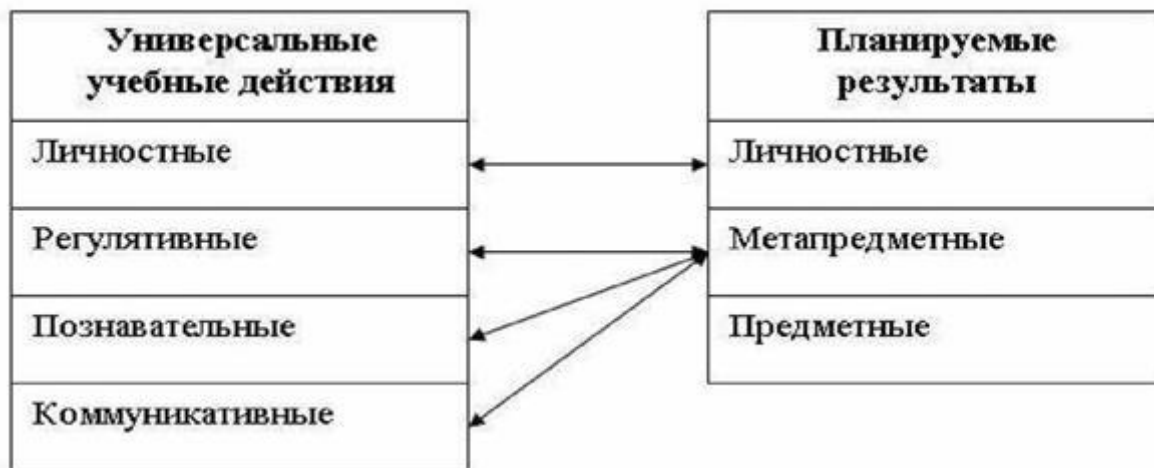 Универсальные
учебные действия
Личностные
Регулятивные
Познавательные
Коммуникативные
Планируемые
результаты
Личностные
Метапредметные
Предметные